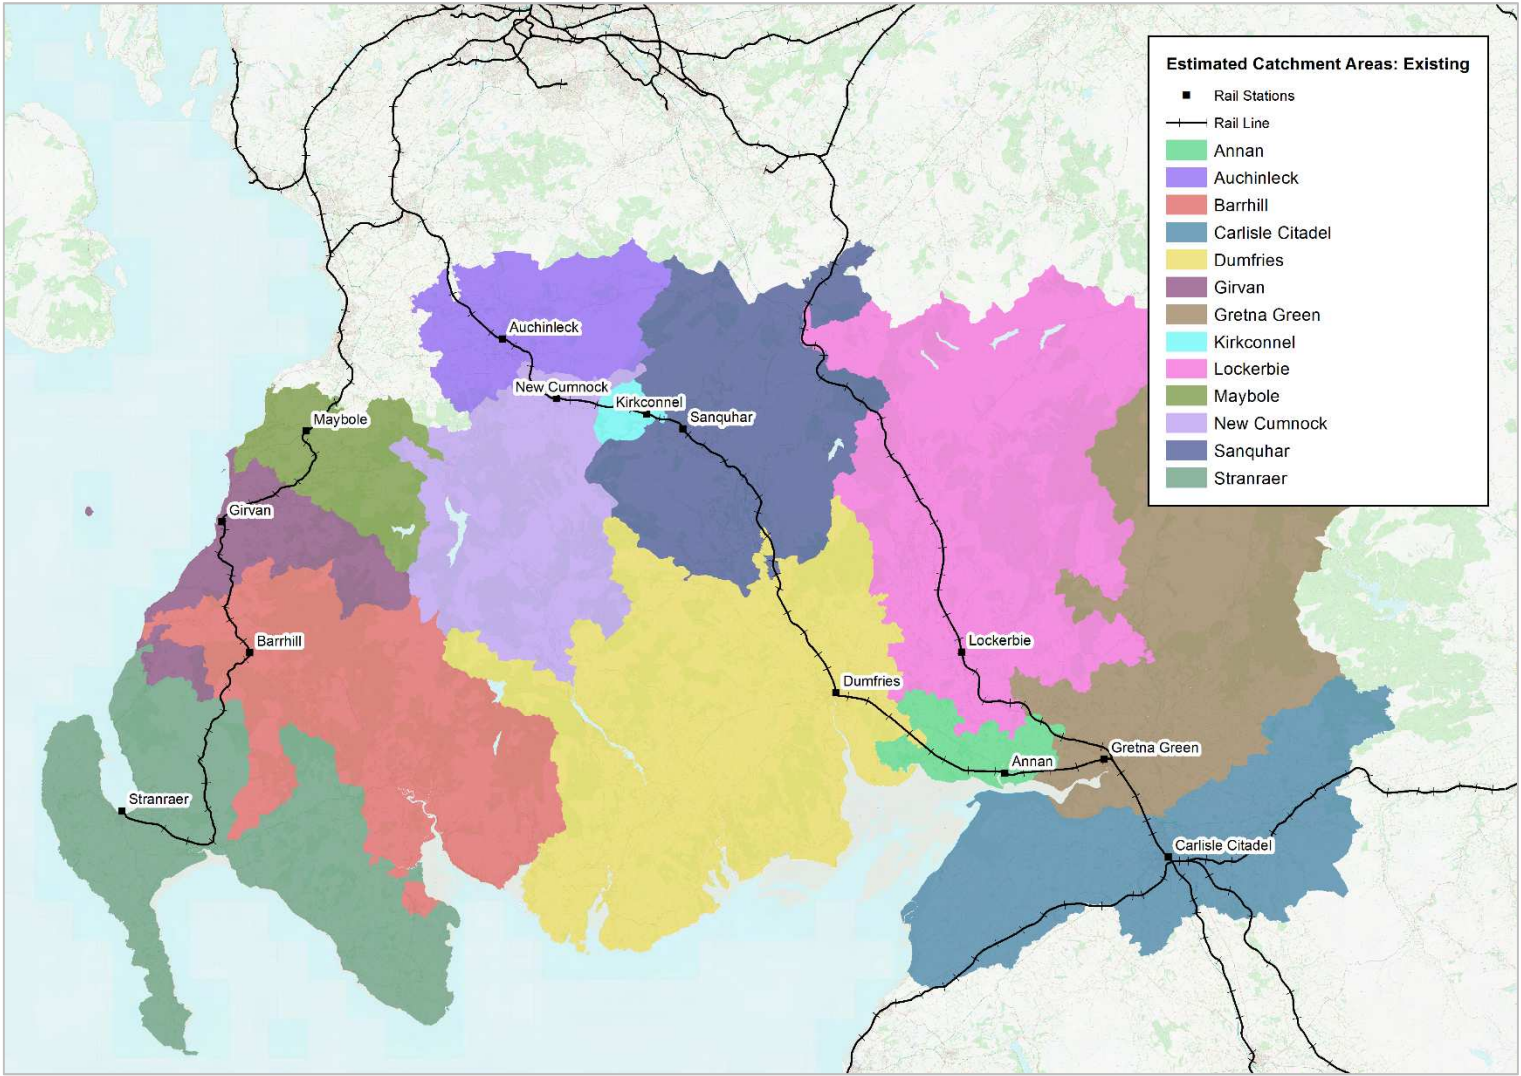 Estimated Catchment Areas: Existing
Rail Stations
Rail Line
Annan
Auchinleck
Barrhill
Carlisle Citadel
Dumfries
Girvan
Gretna Green
Kirkconnel
Lockerbie
Maybole
New Cumnock
Sanquhar
Stranraer
Auchinleck
New Cumnock
Kirkconnel
Sanquhar
Maybole
Girvan
Barrhill
Lockerbie
Dumfries
Gretna Green
Annan
Stranraer
Carlisle Citadel